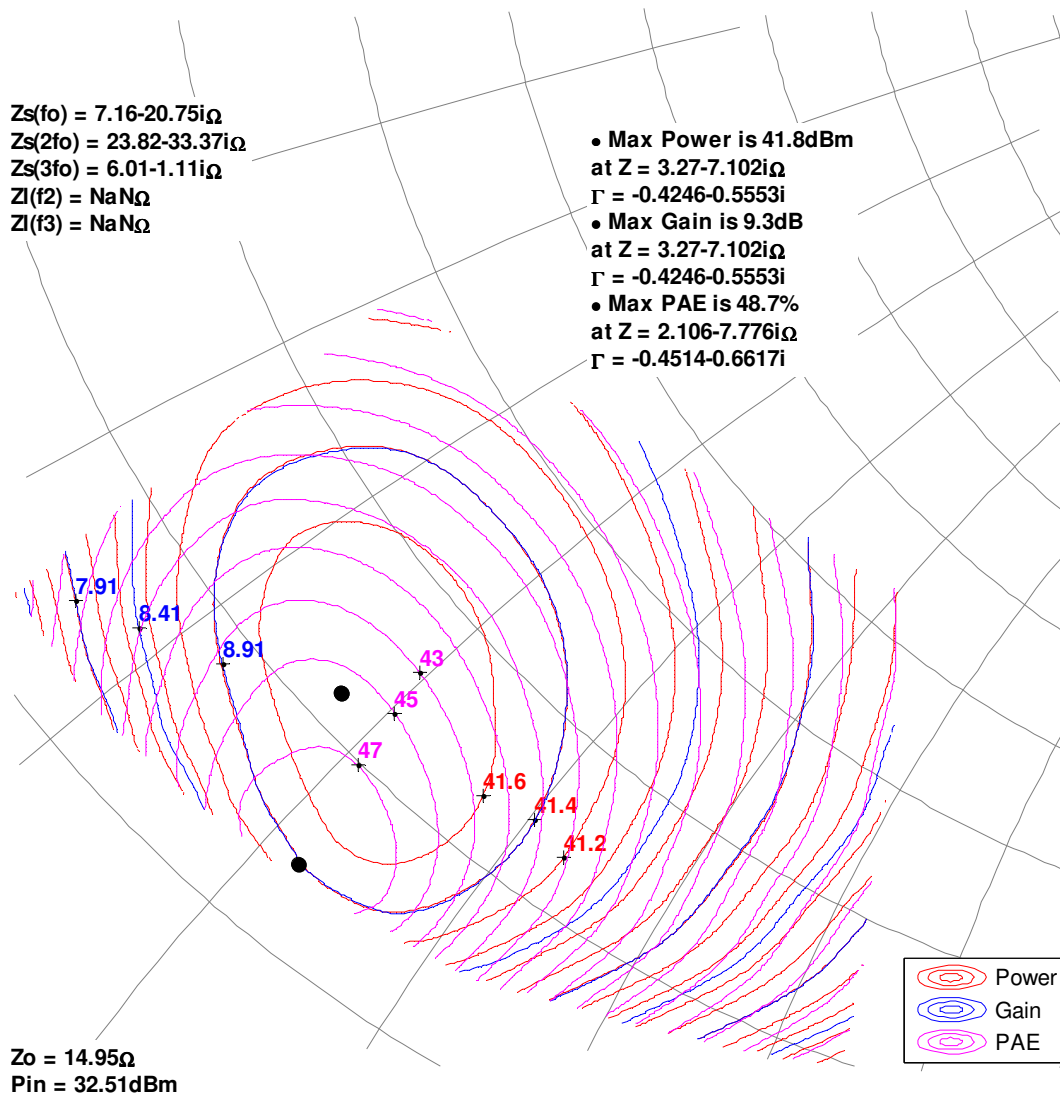 Zs(fo) = 7.16-20.75iΩ
Zs(2fo) = 23.82-33.37iΩ
Zs(3fo) = 6.01-1.11iΩ
Zl(f2) = NaNΩ
Zl(f3) = NaNΩ
● Max Power is 41.8dBm
at Z = 3.27-7.102iΩ
Γ = -0.4246-0.5553i
● Max Gain is 9.3dB
at Z = 3.27-7.102iΩ
Γ = -0.4246-0.5553i
● Max PAE is 48.7%
at Z = 2.106-7.776iΩ
Γ = -0.4514-0.6617i
7.91
8.41
8.91
43
45
47
41.6
41.4
41.2
Power
Gain
PAE
Zo = 14.95Ω
Pin = 32.51dBm